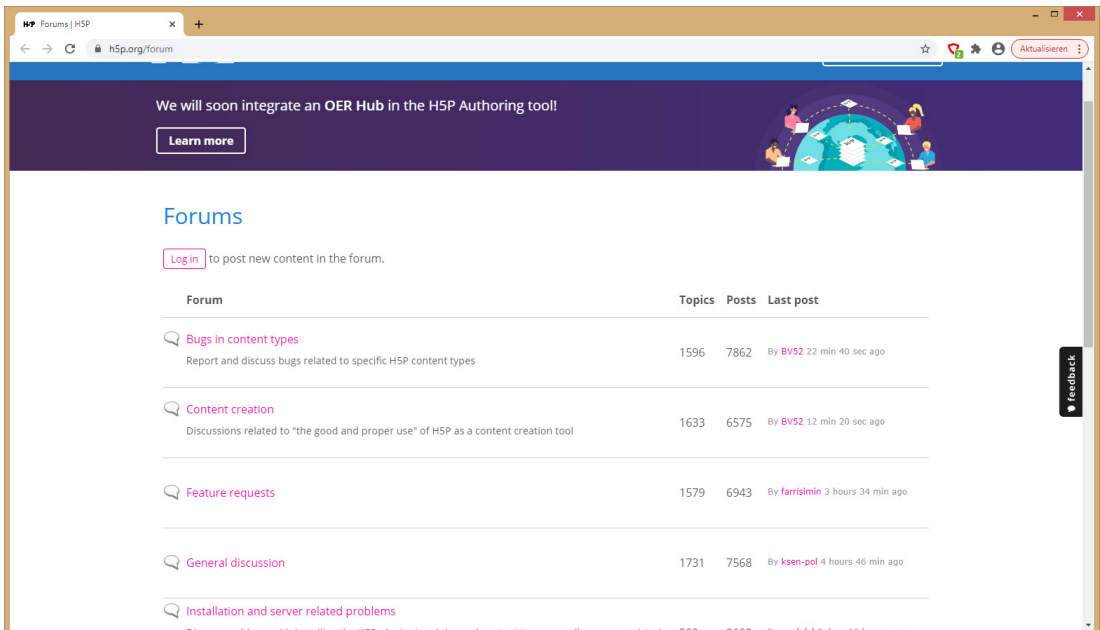 H-P Forums | H5P
h5p.org/forum
2
Aktualisieren
We will soon integrate an OER Hub in the H5P Authoring tool!
Learn more
Forums
Log in to post new content in the forum.
Forum Topics Posts Last post
Bugs in content types
Report and discuss bugs related to specific H5P content types
1596 7862 By BV52 22 min 40 sec ago
Content creation
Discussions related to "the good and proper use" of H5P as a content creation tool
1633 6575 By BV52 12 min 20 sec ago
Feature requests 1579 6943 By farrisimin 3 hours 34 min ago
General discussion 1731 7568 By ksen-pol 4 hours 46 min ago
Installation and server related problems
feedback